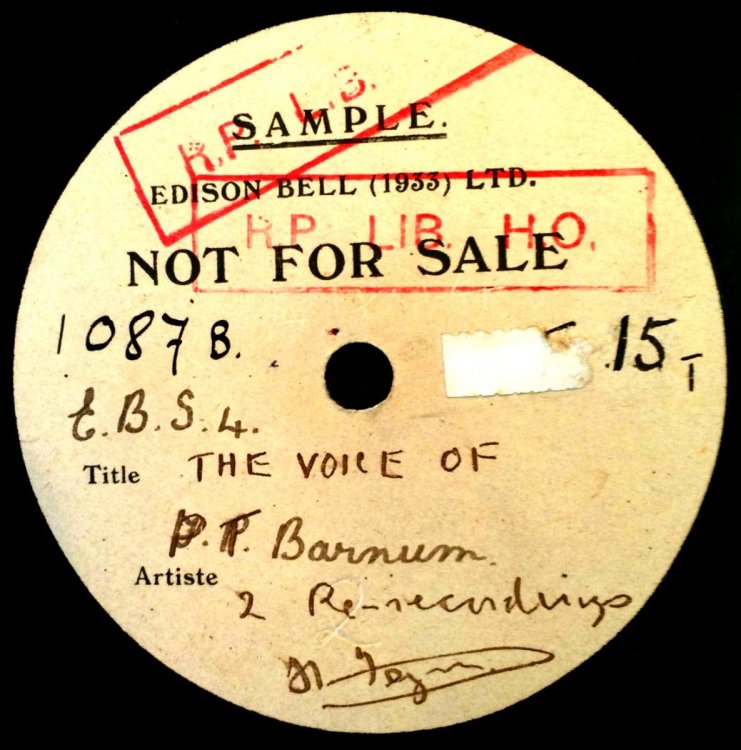 R.P. L.B.
SAMPLE.
EDISON BELL (1933) LTD.
R.P. LIB. H.O.
NOT FOR SALE
1087 B.
.15 T
E.B.S.4.
Title THE VOICE OF
P.T. Barnum.
Artiste
2 Re-recordings